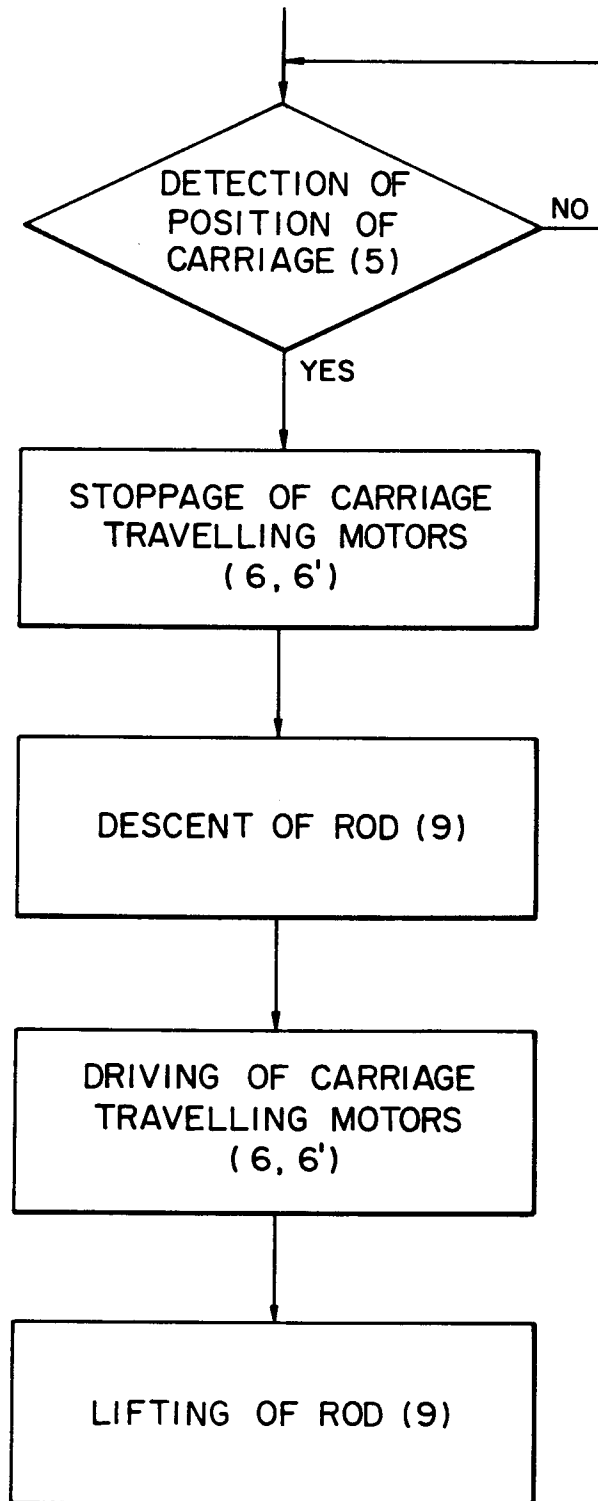 DETECTION OF
POSITION OF
CARRIAGE (5)
NO
YES
STOPPAGE OF CARRIAGE
TRAVELLING MOTORS
(6, 6')
DESCENT OF ROD (9)
DRIVING OF CARRIAGE
TRAVELLING MOTORS
(6, 6')
LIFTING OF ROD (9)